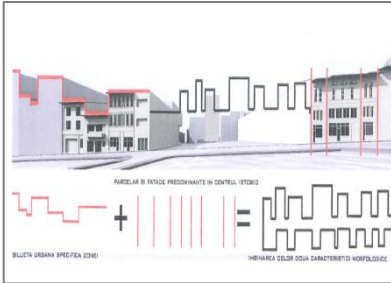 PARCELAR SI FATADE PREDOMINANTE IN CENTRUL ISTORIC
SILUETA URBANA SPECIFICA ZONEI
IMBINAREA CELOR DOUA CARACTERISTICI MORFOLOGICE